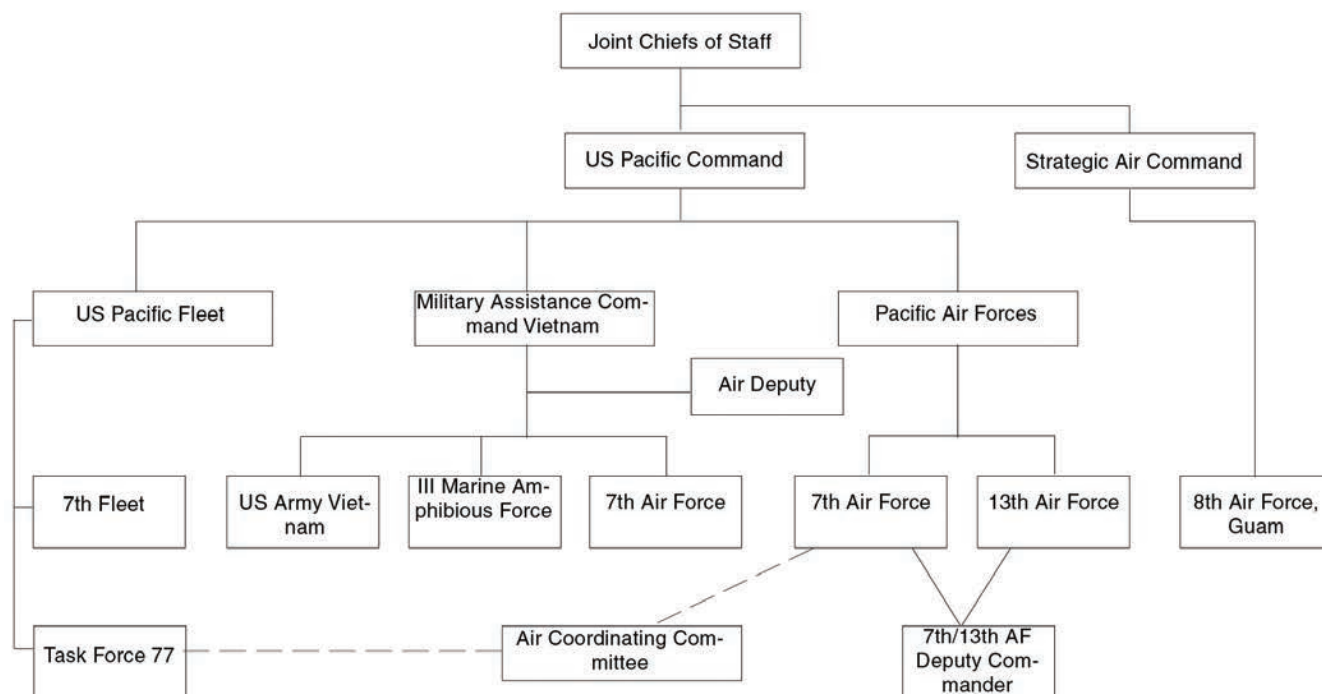 Joint Chiefs of Staff
US Pacific Command
Strategic Air Command
US Pacific Fleet
Military Assistance Com-
mand Vietnam
Pacific Air Forces
Air Deputy
7th Fleet
US Army Viet-
nam
III Marine Am-
phibious Force
7th Air Force
7th Air Force
13th Air Force
8th Air Force,
Guam
Task Force 77
Air Coordinating Com-
mittee
7th/13th AF
Deputy Com-
mander